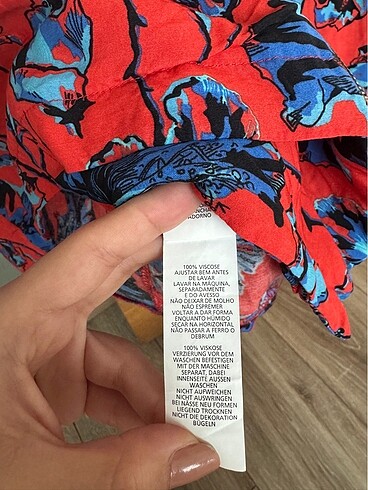 PLANCHA
ADORNO
100% VISCOSE
AJUSTAR BEM ANTES
DE LAVAR
LAVAR NA MÁQUINA,
SEPARADAMENTE
E DO AVESSO
NÃO DEIXAR DE MOLHO
NÃO ESPREMER
VOLTAR A DAR FORMA
ENQUANTO HÚMIDO
SEÇAR NA HORIZONTAL
NÃO PASSAR A FERRO O
DEBRUM
100% VISKOSE
VERZIERUNG VOR DEM
WASCHEN BEFESTIGEN
MIT DER MASCHINE
SEPARAT, DABEI
INNENSEITE AUSSEN
WASCHEN
NICHT AUFWEICHEN
NICHT AUSWRINGEN
BEI NÄSSE NEU FORMEN
LIEGEND TROCKNEN
NICHT DIE DEKORATION
BÜGELN